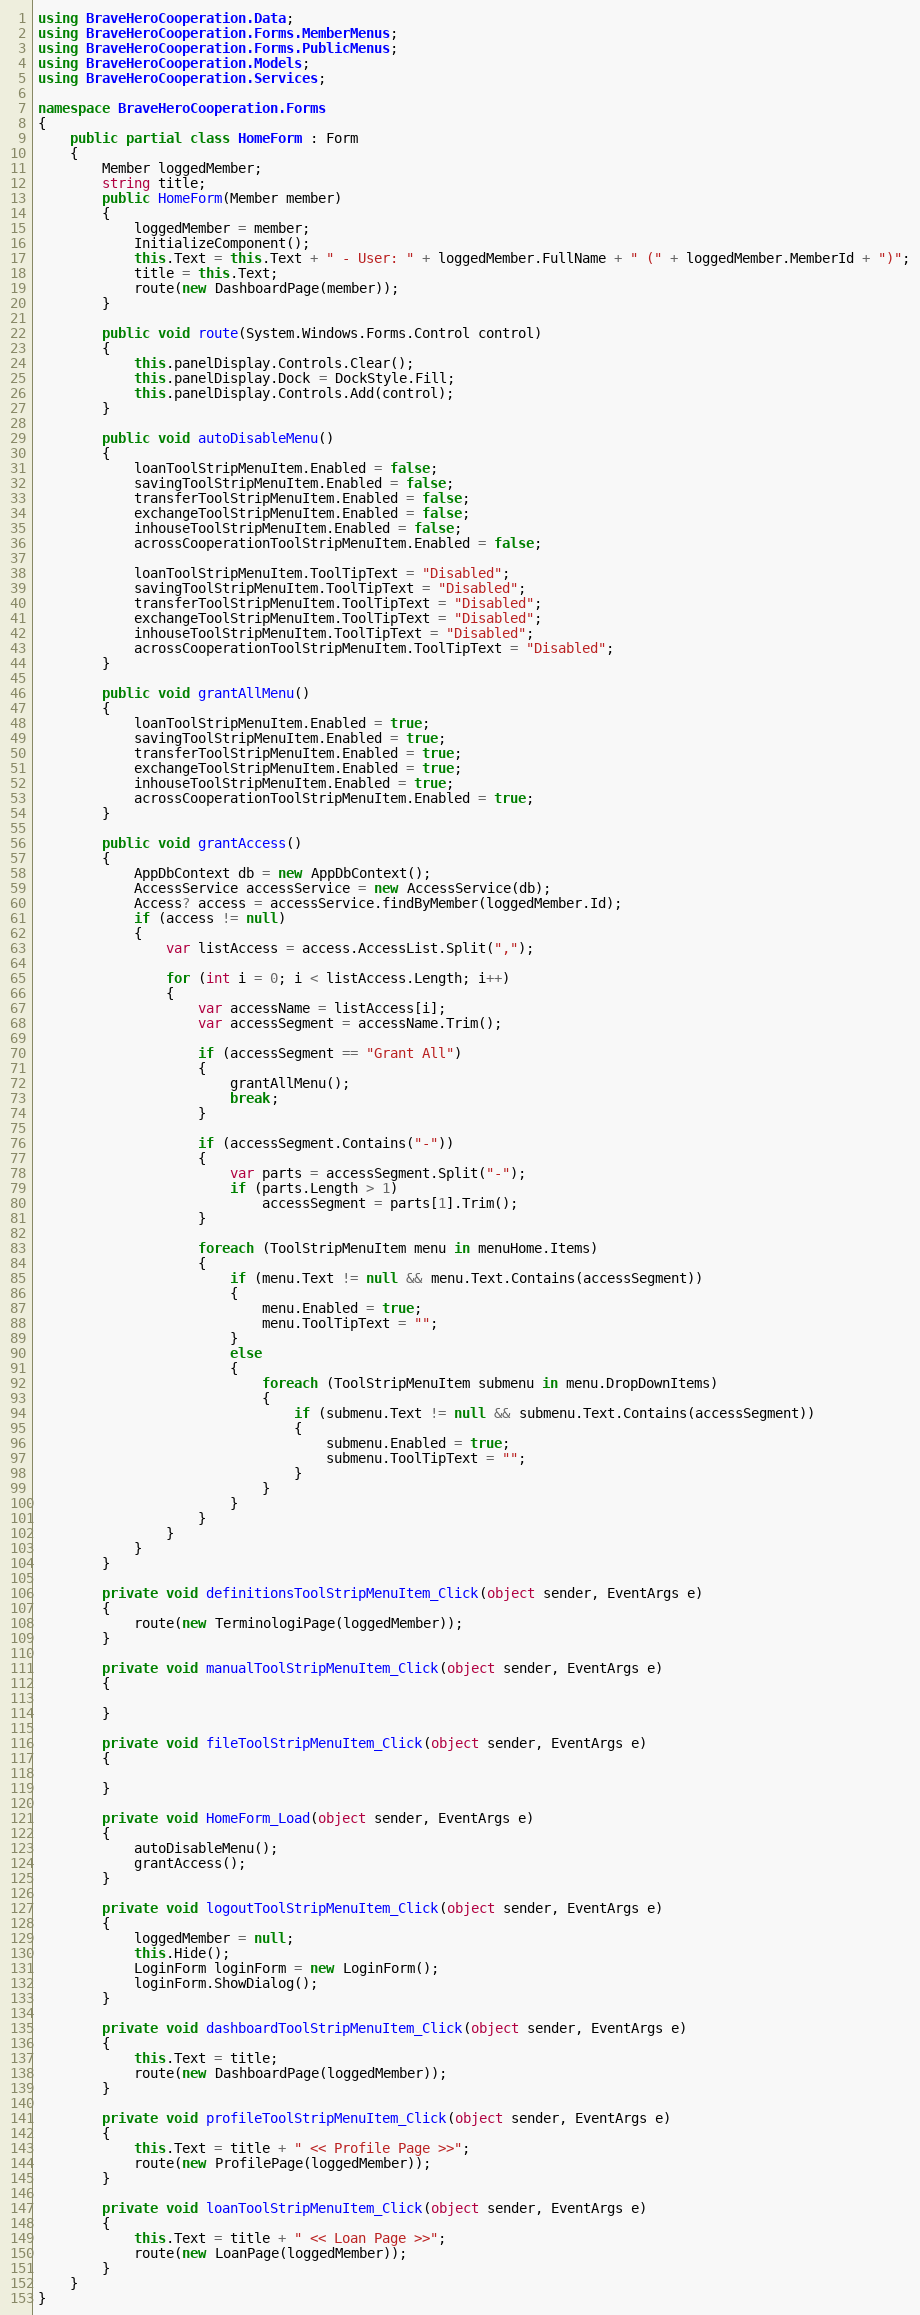 1 using BraveHeroCooperation.Data;
2 using BraveHeroCooperation.Forms.MemberMenus;
3 using BraveHeroCooperation.Forms.PublicMenus;
4 using BraveHeroCooperation.Models;
5 using BraveHeroCooperation.Services;
6
7 namespace BraveHeroCooperation.Forms
8 {
9     public partial class HomeForm : Form
10     {
11         Member loggedMember;
12         string title;
13         public HomeForm(Member member)
14         {
15             loggedMember = member;
16             InitializeComponent();
17             this.Text = this.Text + " - User: " + loggedMember.FullName + " (" + loggedMember.MemberId + ")";
18             title = this.Text;
19             route(new DashboardPage(member));
20         }
21
22         public void route(System.Windows.Forms.Control control)
23         {
24             this.panelDisplay.Controls.Clear();
25             this.panelDisplay.Dock = DockStyle.Fill;
26             this.panelDisplay.Controls.Add(control);
27         }
28
29         public void autoDisableMenu()
30         {
31             loanToolStripMenuItem.Enabled = false;
32             savingToolStripMenuItem.Enabled = false;
33             transferToolStripMenuItem.Enabled = false;
34             exchangeToolStripMenuItem.Enabled = false;
35             inhouseToolStripMenuItem.Enabled = false;
36             acrossCooperationToolStripMenuItem.Enabled = false;
37
38             loanToolStripMenuItem.ToolTipText = "Disabled";
39             savingToolStripMenuItem.ToolTipText = "Disabled";
40             transferToolStripMenuItem.ToolTipText = "Disabled";
41             exchangeToolStripMenuItem.ToolTipText = "Disabled";
42             inhouseToolStripMenuItem.ToolTipText = "Disabled";
43             acrossCooperationToolStripMenuItem.ToolTipText = "Disabled";
44         }
45
46         public void grantAllMenu()
47         {
48             loanToolStripMenuItem.Enabled = true;
49             savingToolStripMenuItem.Enabled = true;
50             transferToolStripMenuItem.Enabled = true;
51             exchangeToolStripMenuItem.Enabled = true;
52             inhouseToolStripMenuItem.Enabled = true;
53             acrossCooperationToolStripMenuItem.Enabled = true;
54         }
55
56         public void grantAccess()
57         {
58             AppDbContext db = new AppDbContext();
59             AccessService accessService = new AccessService(db);
60             Access? access = accessService.findByMember(loggedMember.Id);
61             if (access != null)
62             {
63                 var listAccess = access.AccessList.Split(",");
64
65                 for (int i = 0; i < listAccess.Length; i++)
66                 {
67                     var accessName = listAccess[i];
68                     var accessSegment = accessName.Trim();
69
70                     if (accessSegment == "Grant All")
71                     {
72                         grantAllMenu();
73                         break;
74                     }
75
76                     if (accessSegment.Contains("-"))
77                     {
78                         var parts = accessSegment.Split("-");
79                         if (parts.Length > 1)
80                             accessSegment = parts[1].Trim();
81                     }
82
83                     foreach (ToolStripMenuItem menu in menuHome.Items)
84                     {
85                         if (menu.Text != null && menu.Text.Contains(accessSegment))
86                         {
87                             menu.Enabled = true;
88                             menu.ToolTipText = "";
89                         }
90                         else
91                         {
92                             foreach (ToolStripMenuItem submenu in menu.DropDownItems)
93                             {
94                                 if (submenu.Text != null && submenu.Text.Contains(accessSegment))
95                                 {
96                                     submenu.Enabled = true;
97                                     submenu.ToolTipText = "";
98                                 }
99                             }
100                         }
101                     }
102                 }
103             }
104         }
105
106         private void definitionsToolStripMenuItem_Click(object sender, EventArgs e)
107         {
108             route(new TerminologiPage(loggedMember));
109         }
110
111         private void manualToolStripMenuItem_Click(object sender, EventArgs e)
112         {
113
114         }
115
116         private void fileToolStripMenuItem_Click(object sender, EventArgs e)
117         {
118
119         }
120
121         private void HomeForm_Load(object sender, EventArgs e)
122         {
123             autoDisableMenu();
124             grantAccess();
125         }
126
127         private void logoutToolStripMenuItem_Click(object sender, EventArgs e)
128         {
129             loggedMember = null;
130             this.Hide();
131             LoginForm loginForm = new LoginForm();
132             loginForm.ShowDialog();
133         }
134
135         private void dashboardToolStripMenuItem_Click(object sender, EventArgs e)
136         {
137             this.Text = title;
138             route(new DashboardPage(loggedMember));
139         }
140
141         private void profileToolStripMenuItem_Click(object sender, EventArgs e)
142         {
143             this.Text = title + " << Profile Page >>";
144             route(new ProfilePage(loggedMember));
145         }
146
147         private void loanToolStripMenuItem_Click(object sender, EventArgs e)
148         {
149             this.Text = title + " << Loan Page >>";
150             route(new LoanPage(loggedMember));
151         }
152     }
153 }